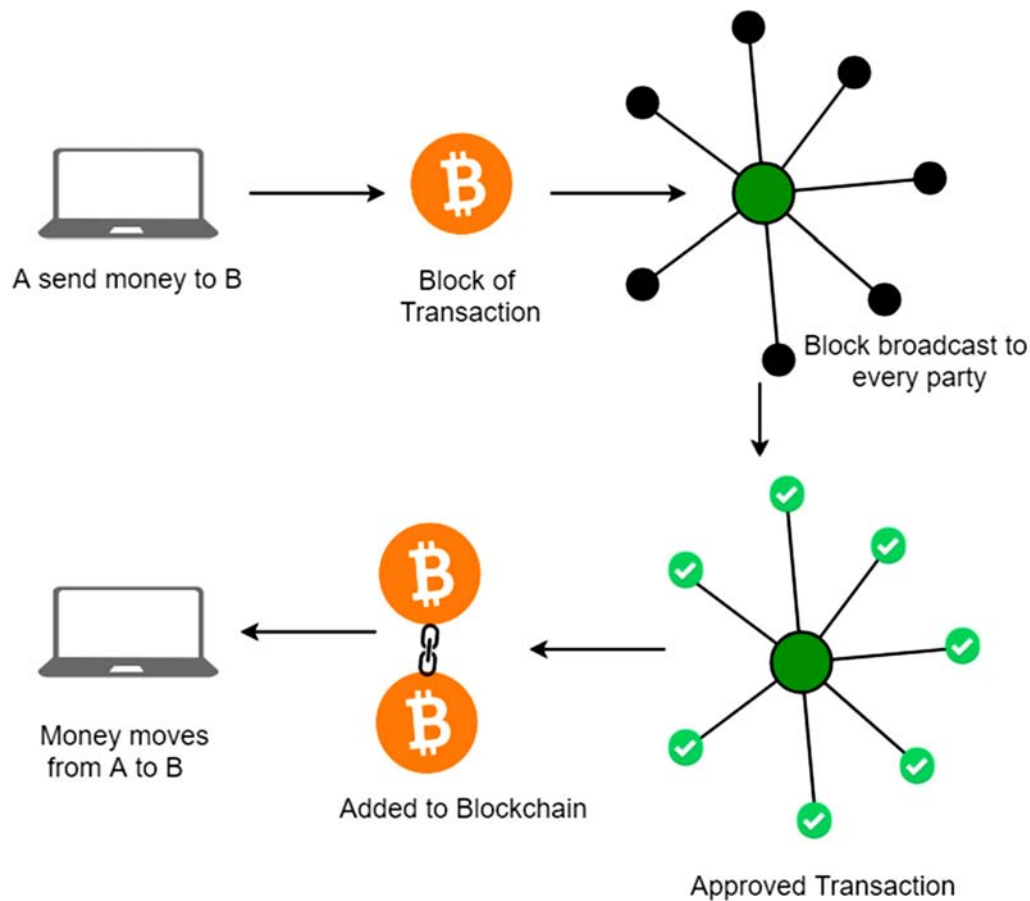 A send money to B
Block of
Transaction
Block broadcast to
every party
Money moves
from A to B
Added to Blockchain
Approved Transaction